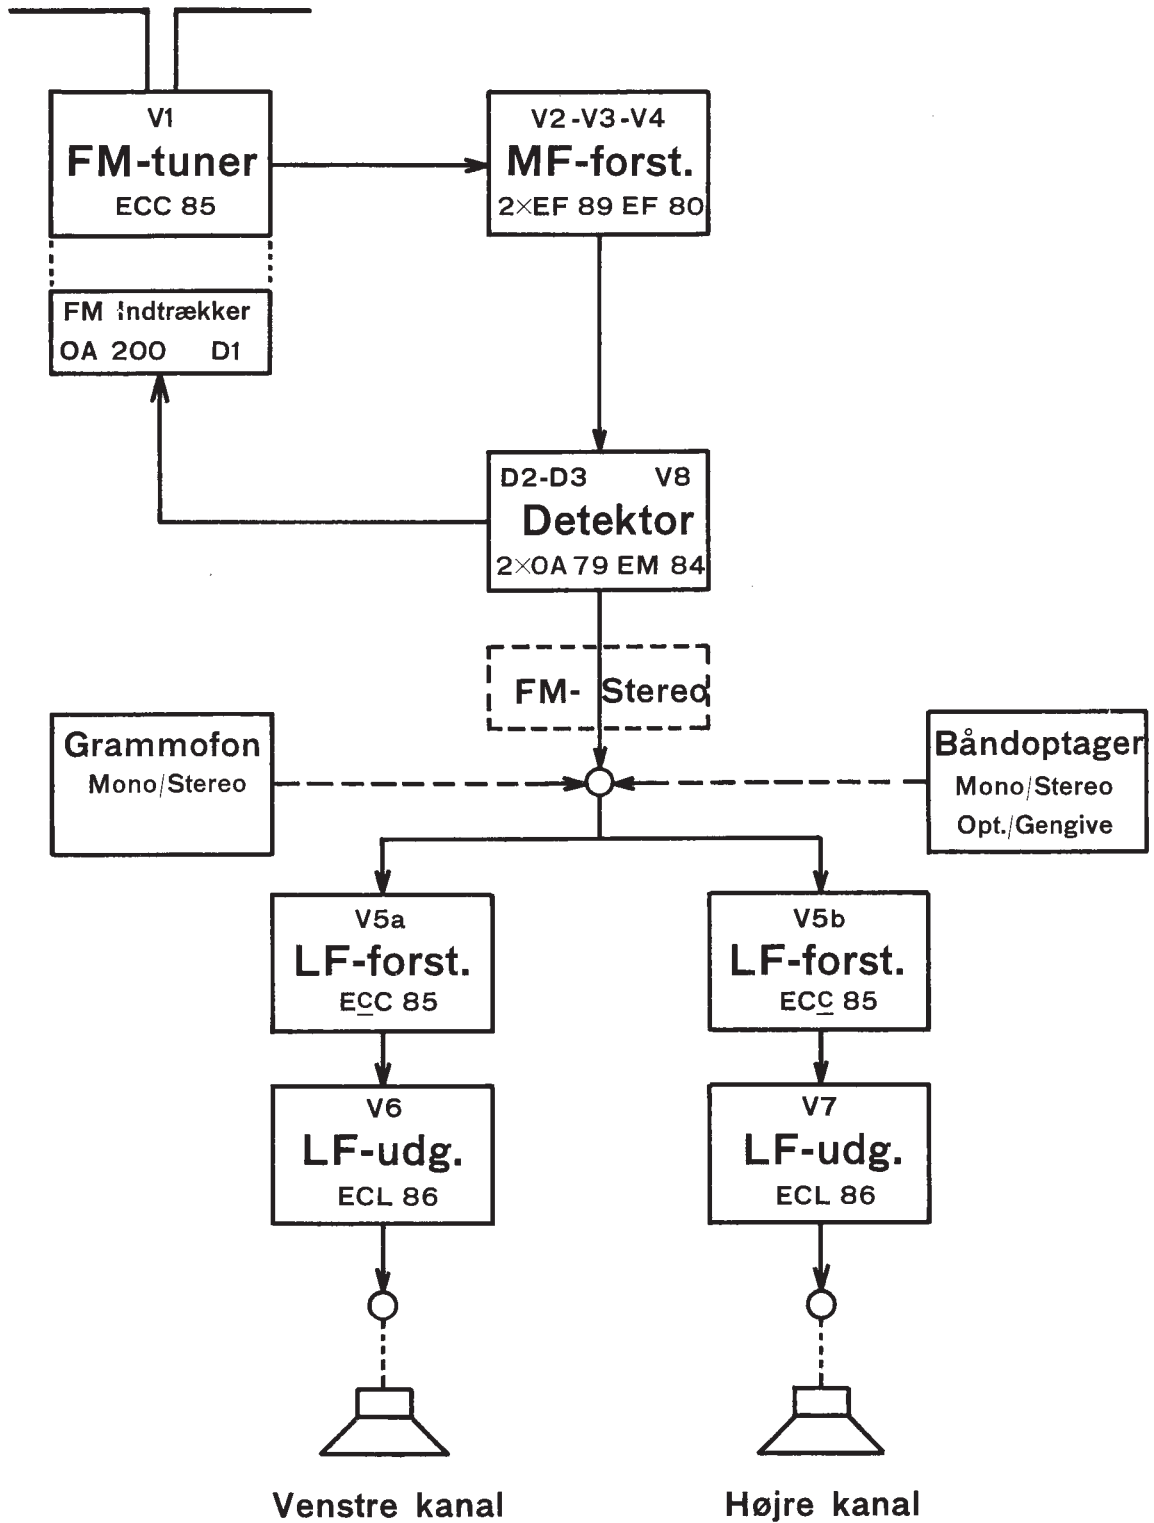 V1
FM-tuner
ECC 85
V2-V3-V4
MF-forst.
2×EF 89 EF 80
FM Indtrækker
OA 200 D1
D2-D3 V8
Detektor
2×OA 79 EM 84
FM- Stereo
Grammofon
Mono/Stereo
Båndoptager
Mono/Stereo
Opt./Gengive
V5a
LF-forst.
ECC 85
V5b
LF-forst.
ECC 85
V6
LF-udg.
ECL 86
V7
LF-udg.
ECL 86
Venstre kanal
Højre kanal